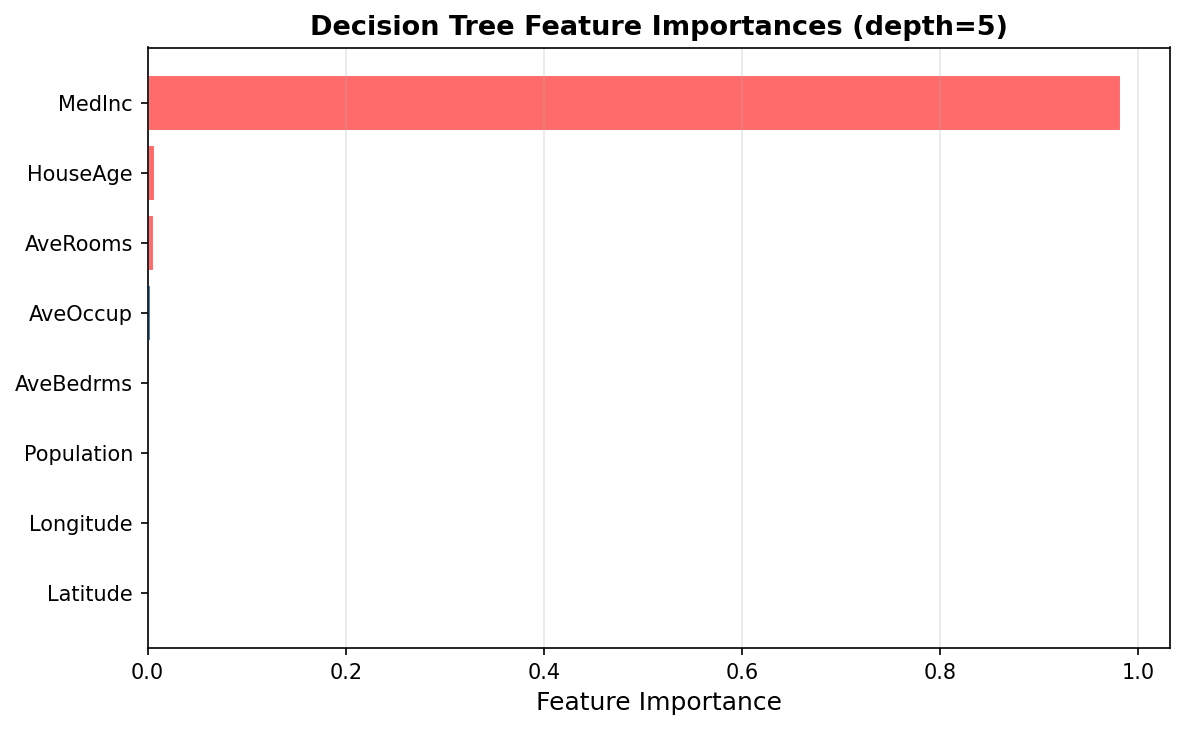 Decision Tree Feature Importances (depth=5)
MedInc
HouseAge
AveRooms
AveOccup
AveBedrms
Population
Longitude
Latitude
0.0 0.2 0.4 0.6 0.8 1.0
Feature Importance